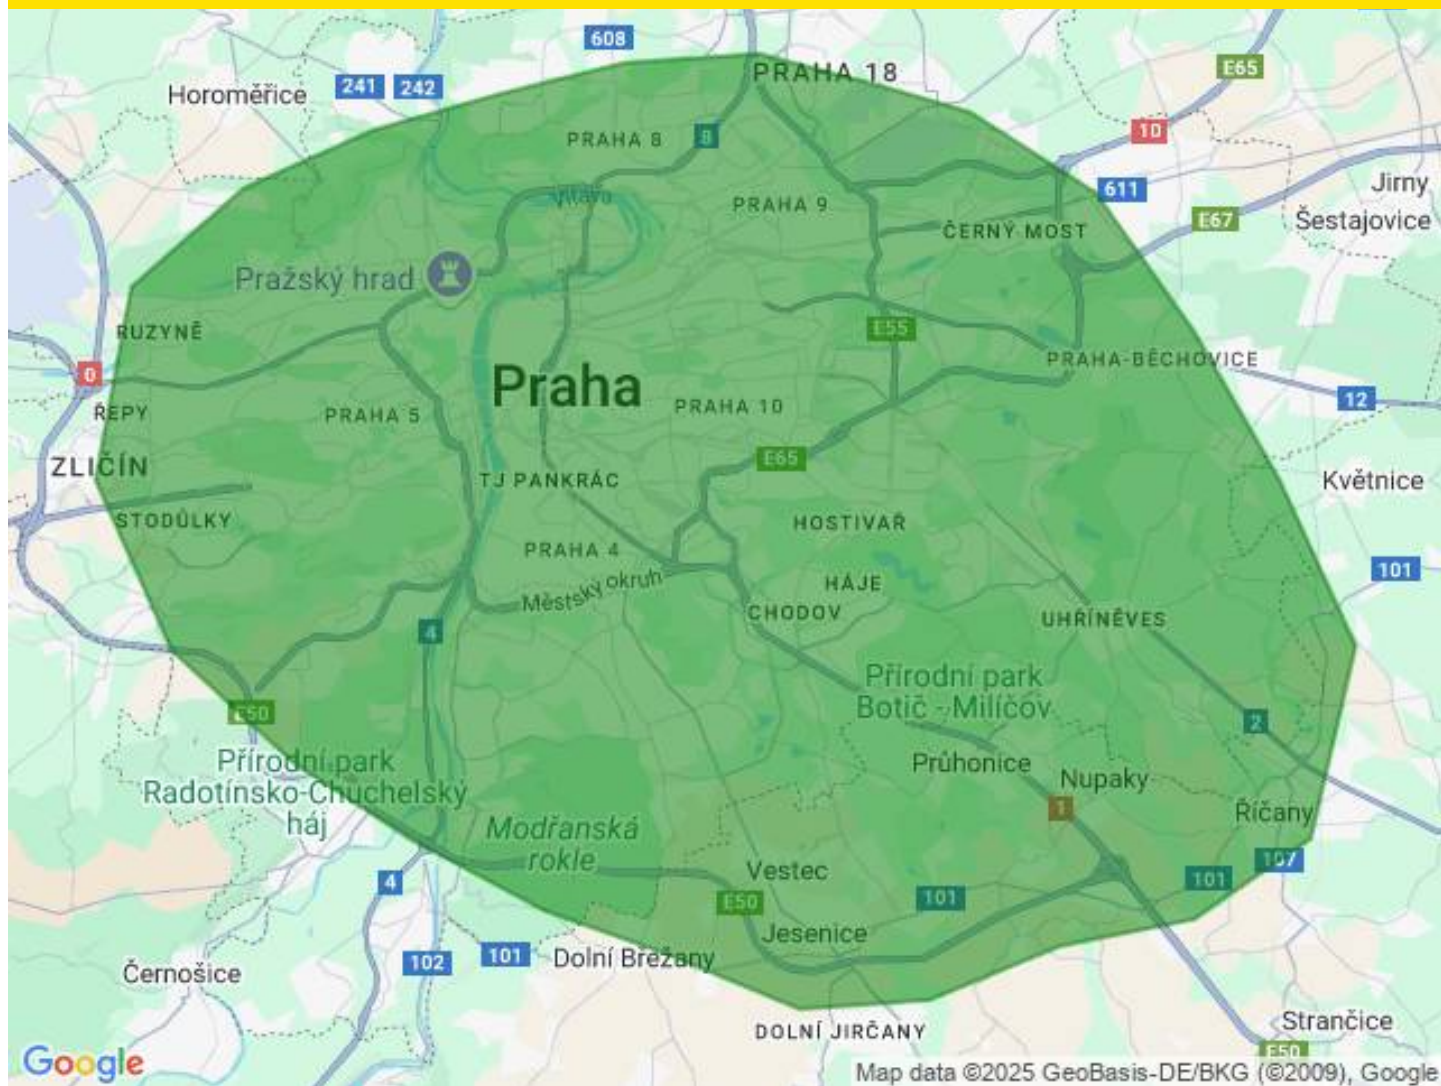 608
PRAHA 18
E65
Horoměřice
241
242
10
PRAHA 8
8
611
Jirny
Vltava
PRAHA 9
E67
Šestajovice
ČERNÝ MOST
Pražský hrad
RUZYNĚ
E55
PRAHA-BĚCHOVICE
0
Praha
12
ŘEPY
PRAHA 5
PRAHA 10
ZLIČÍN
E65
TJ PANKRÁC
Květnice
STODŮLKY
HOSTIVAŘ
PRAHA 4
101
Městský okruh
HÁJE
CHODOV
UHŘÍNĚVES
4
Přírodní park
Botič - Milíčov
E50
2
Přírodní park
Radotínsko-Chuchelský
háj
Průhonice
Nupaky
1
Říčany
Modřanská
rokle
107
Vestec
4
101
101
E50
Jesenice
101
102
Dolní Břežany
Černošice
DOLNÍ JIRČANY
Strančice
E50
Google
Map data ©2025 GeoBasis-DE/BKG (©2009), Google